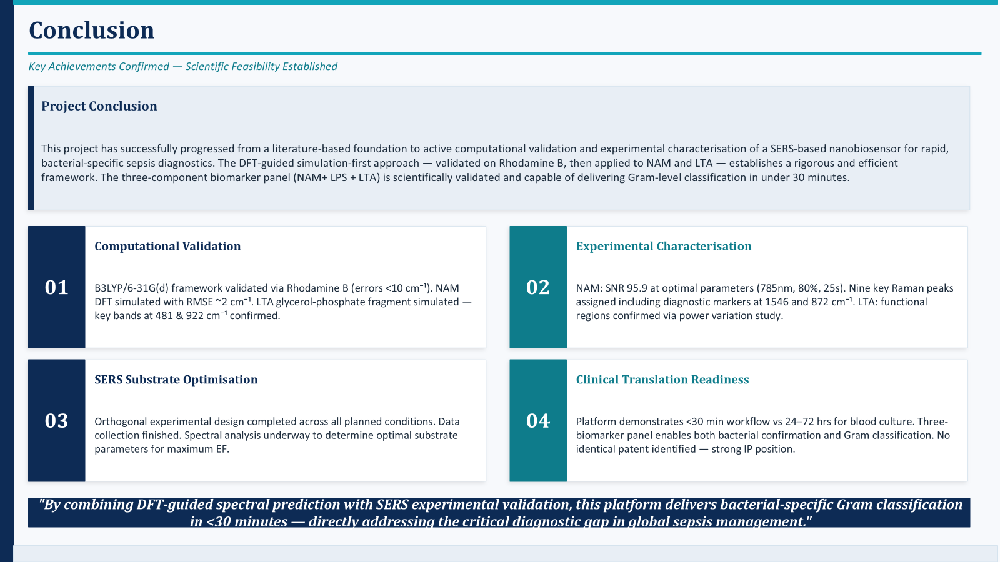 Conclusion
Key Achievements Confirmed — Scientific Feasibility Established
Project Conclusion
This project has successfully progressed from a literature-based foundation to active computational validation and experimental characterisation of a SERS-based nanobiosensor for rapid,
bacterial-specific sepsis diagnostics. The DFT-guided simulation-first approach — validated on Rhodamine B, then applied to NAM and LTA — establishes a rigorous and efficient
framework. The three-component biomarker panel (NAM+ LPS + LTA) is scientifically validated and capable of delivering Gram-level classification in under 30 minutes.
01
Computational Validation
B3LYP/6-31G(d) framework validated via Rhodamine B (errors <10 cm⁻¹). NAM
DFT simulated with RMSE ~2 cm⁻¹. LTA glycerol-phosphate fragment simulated —
key bands at 481 & 922 cm⁻¹ confirmed.
02
Experimental Characterisation
NAM: SNR 95.9 at optimal parameters (785nm, 80%, 25s). Nine key Raman peaks
assigned including diagnostic markers at 1546 and 872 cm⁻¹. LTA: functional
regions confirmed via power variation study.
03
SERS Substrate Optimisation
Orthogonal experimental design completed across all planned conditions. Data
collection finished. Spectral analysis underway to determine optimal substrate
parameters for maximum EF.
04
Clinical Translation Readiness
Platform demonstrates <30 min workflow vs 24–72 hrs for blood culture. Three-
biomarker panel enables both bacterial confirmation and Gram classification. No
identical patent identified — strong IP position.
"By combining DFT-guided spectral prediction with SERS experimental validation, this platform delivers bacterial-specific Gram classification
in <30 minutes — directly addressing the critical diagnostic gap in global sepsis management."